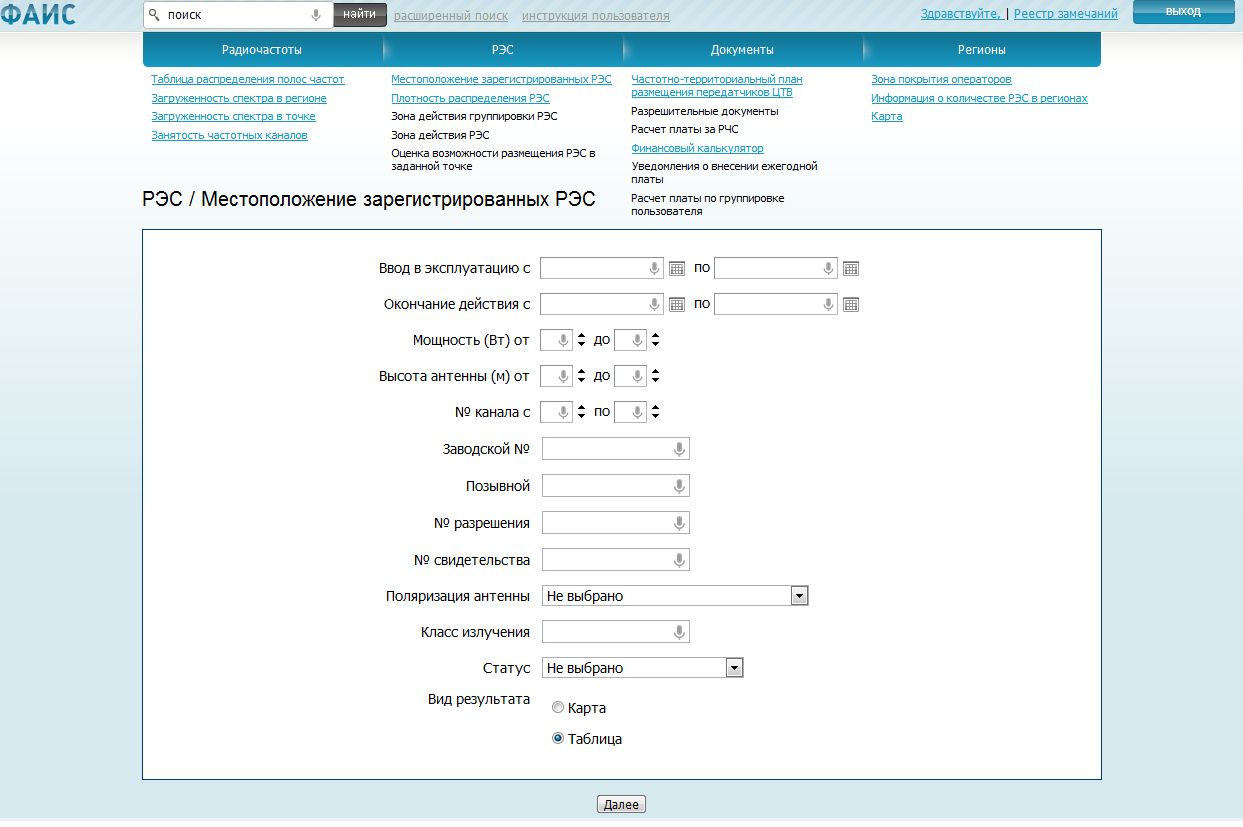 ФАИС
поиск
найти
расширенный поиск
инструкция пользователя
Здравствуйте, | Реестр замечаний
выход
Радиочастоты
РЭС
Документы
Регионы
Таблица распределения полос частот
Загруженность спектра в регионе
Загруженность спектра в точке
Занятость частотных каналов
Местоположение зарегистрированных РЭС
Плотность распределения РЭС
Зона действия группировки РЭС
Зона действия РЭС
Оценка возможности размещения РЭС в
заданной точке
Частотно-территориальный план
размещения передатчиков ЦТВ
Разрешительные документы
Расчет платы за РЧС
Финансовый калькулятор
Уведомления о внесении ежегодной
платы
Расчет платы по группировке
пользователя
Зона покрытия операторов
Информация о количестве РЭС в регионах
Карта
РЭС / Местоположение зарегистрированных РЭС
Ввод в эксплуатацию с по
Окончание действия с по
Мощность (Вт) от до
Высота антенны (м) от до
№ канала с по
Заводской №
Позывной
№ разрешения
№ свидетельства
Поляризация антенны Не выбрано
Класс излучения
Статус Не выбрано
Вид результата
Карта
Таблица
Далее